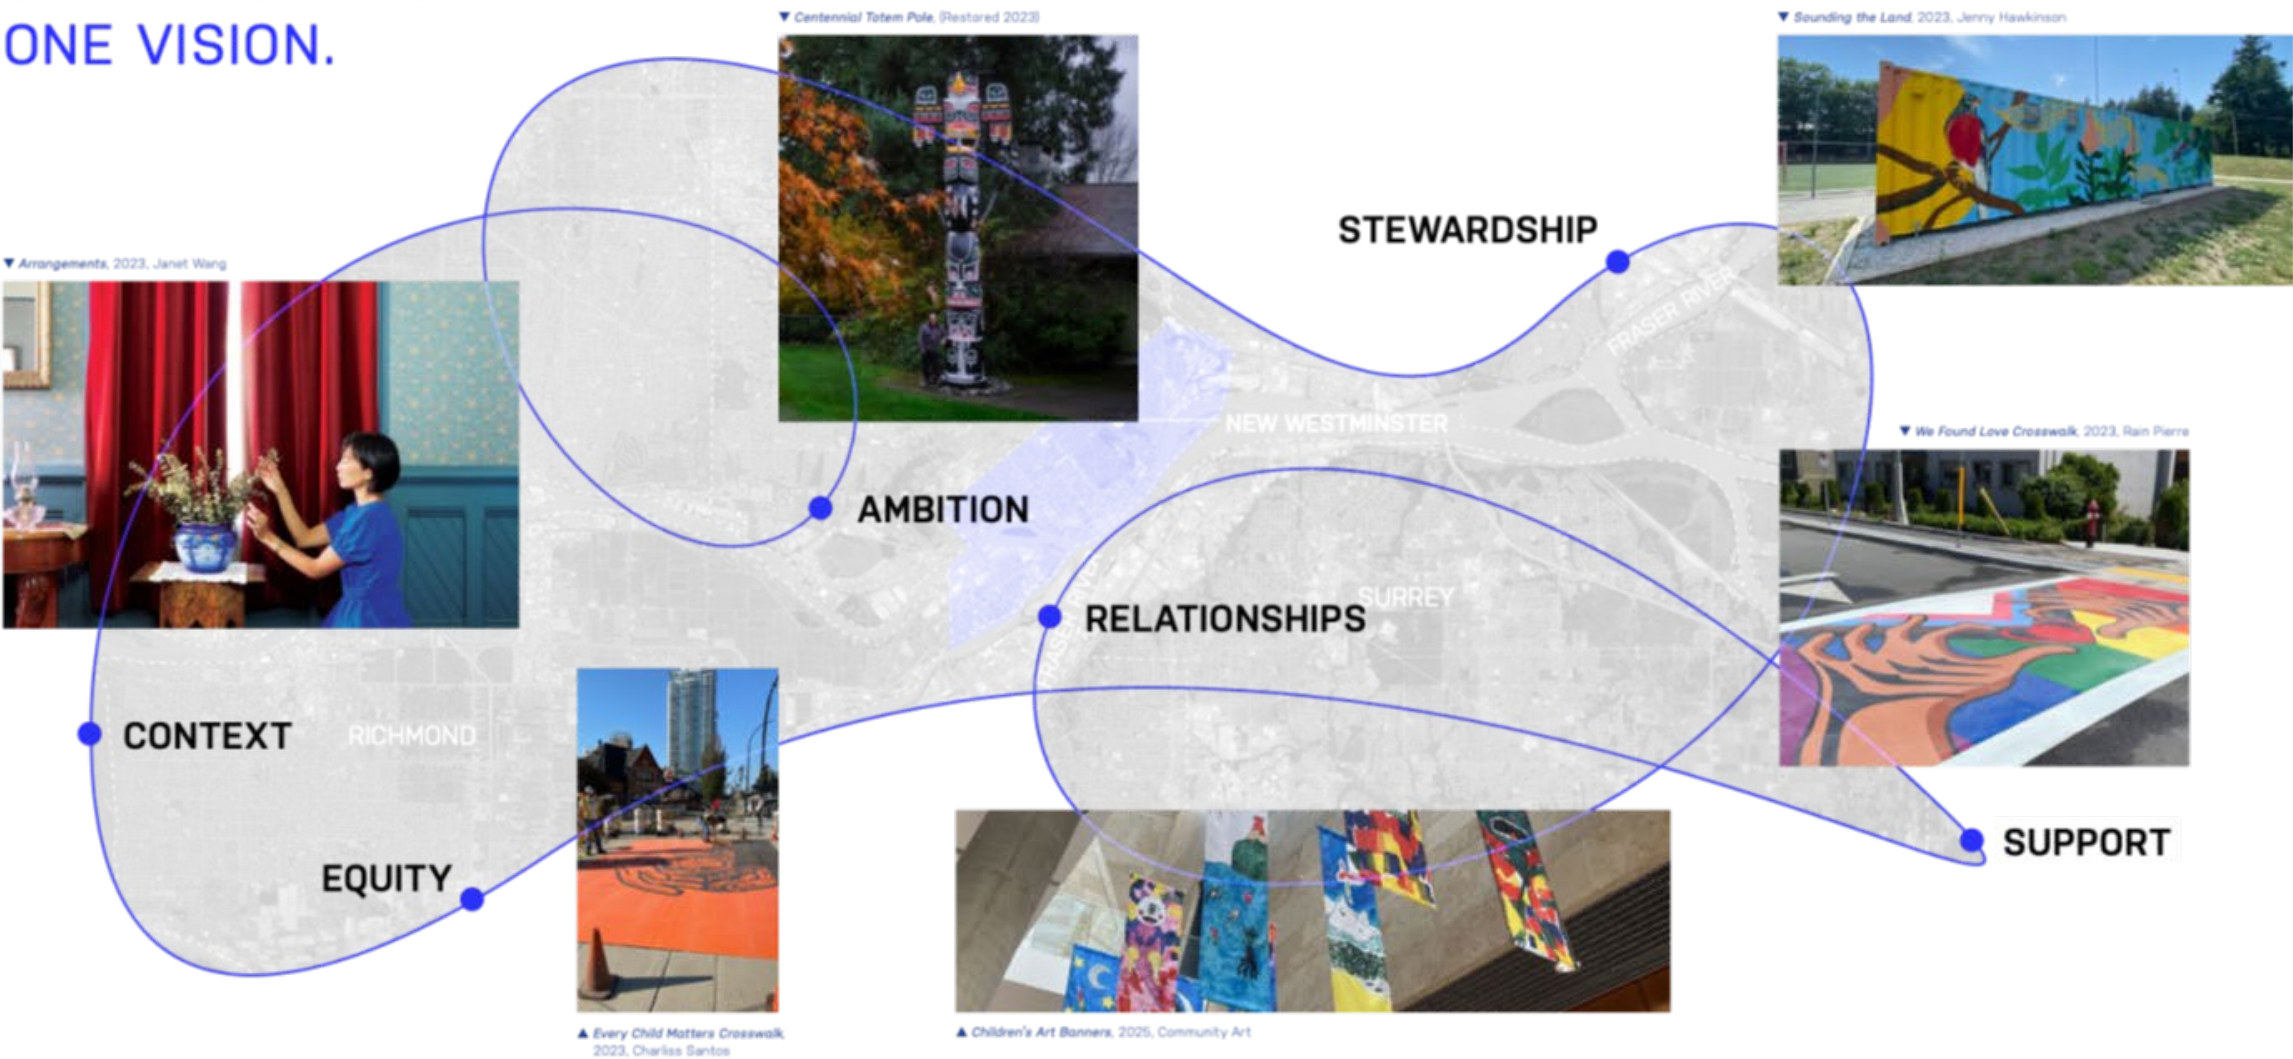 ONE VISION.
▼ Centennial Totem Pole, (Restored 2023)
▼ Sounding the Land, 2023, Jenny Hawkinson
STEWARDSHIP
FRASER RIVER
▼ Arrangements, 2023, Janet Wang
NEW WESTMINSTER
▼ We Found Love Crosswalk, 2023, Rain Pierre
AMBITION
SURREY
RELATIONSHIPS
FRASER RIVER
CONTEXT
RICHMOND
SUPPORT
EQUITY
▲ Every Child Matters Crosswalk,
2023, Charliss Santos
▲ Children's Art Banners, 2025, Community Art